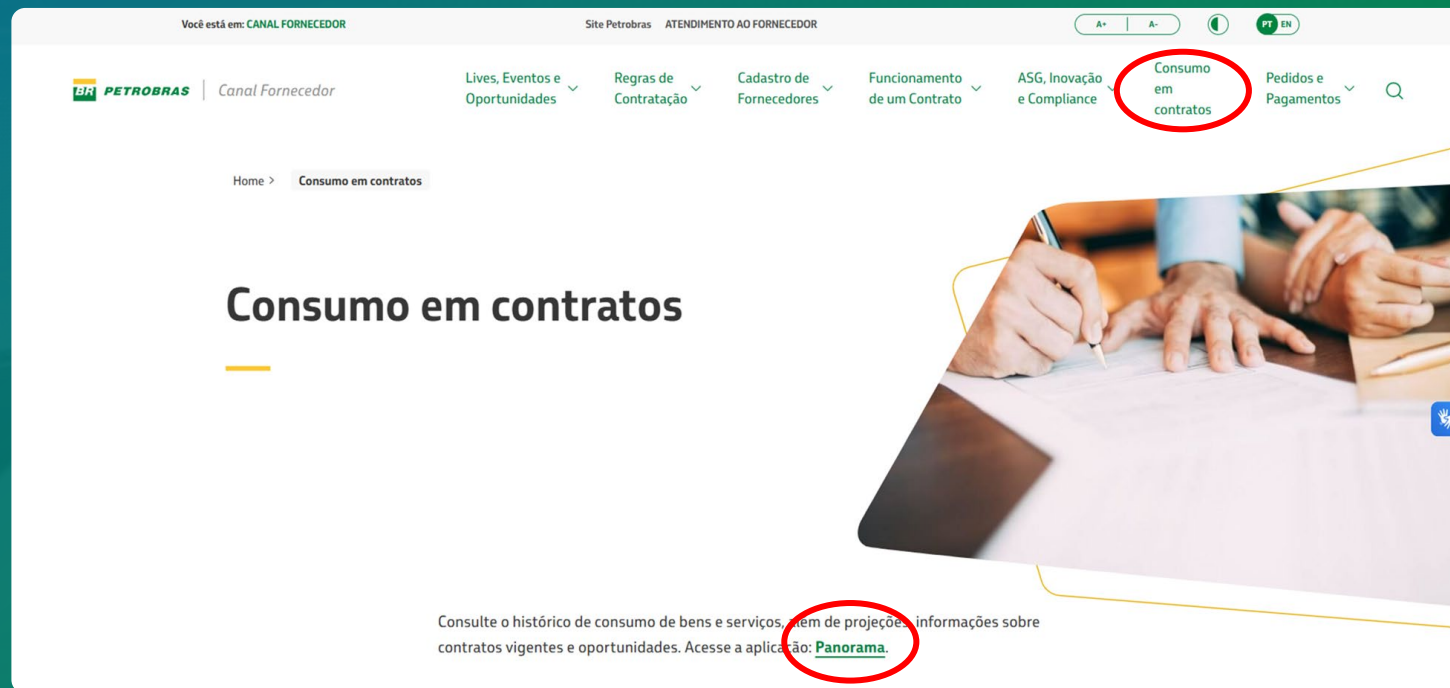 Você está em: CANAL FORNECEDOR
Site Petrobras ATENDIMENTO AO FORNECEDOR
A+ | A-
PT EN
BR PETROBRAS | Canal Fornecedor
Lives, Eventos e
Oportunidades
Regras de
Contratação
Cadastro de
Fornecedores
Funcionamento
de um Contrato
ASG, Inovação
e Compliance
Consumo
em
contratos
Pedidos e
Pagamentos
Home > Consumo em contratos
Consumo em contratos
Consulte o histórico de consumo de bens e serviços, além de projeções, informações sobre
contratos vigentes e oportunidades. Acesse a aplicação: Panorama.